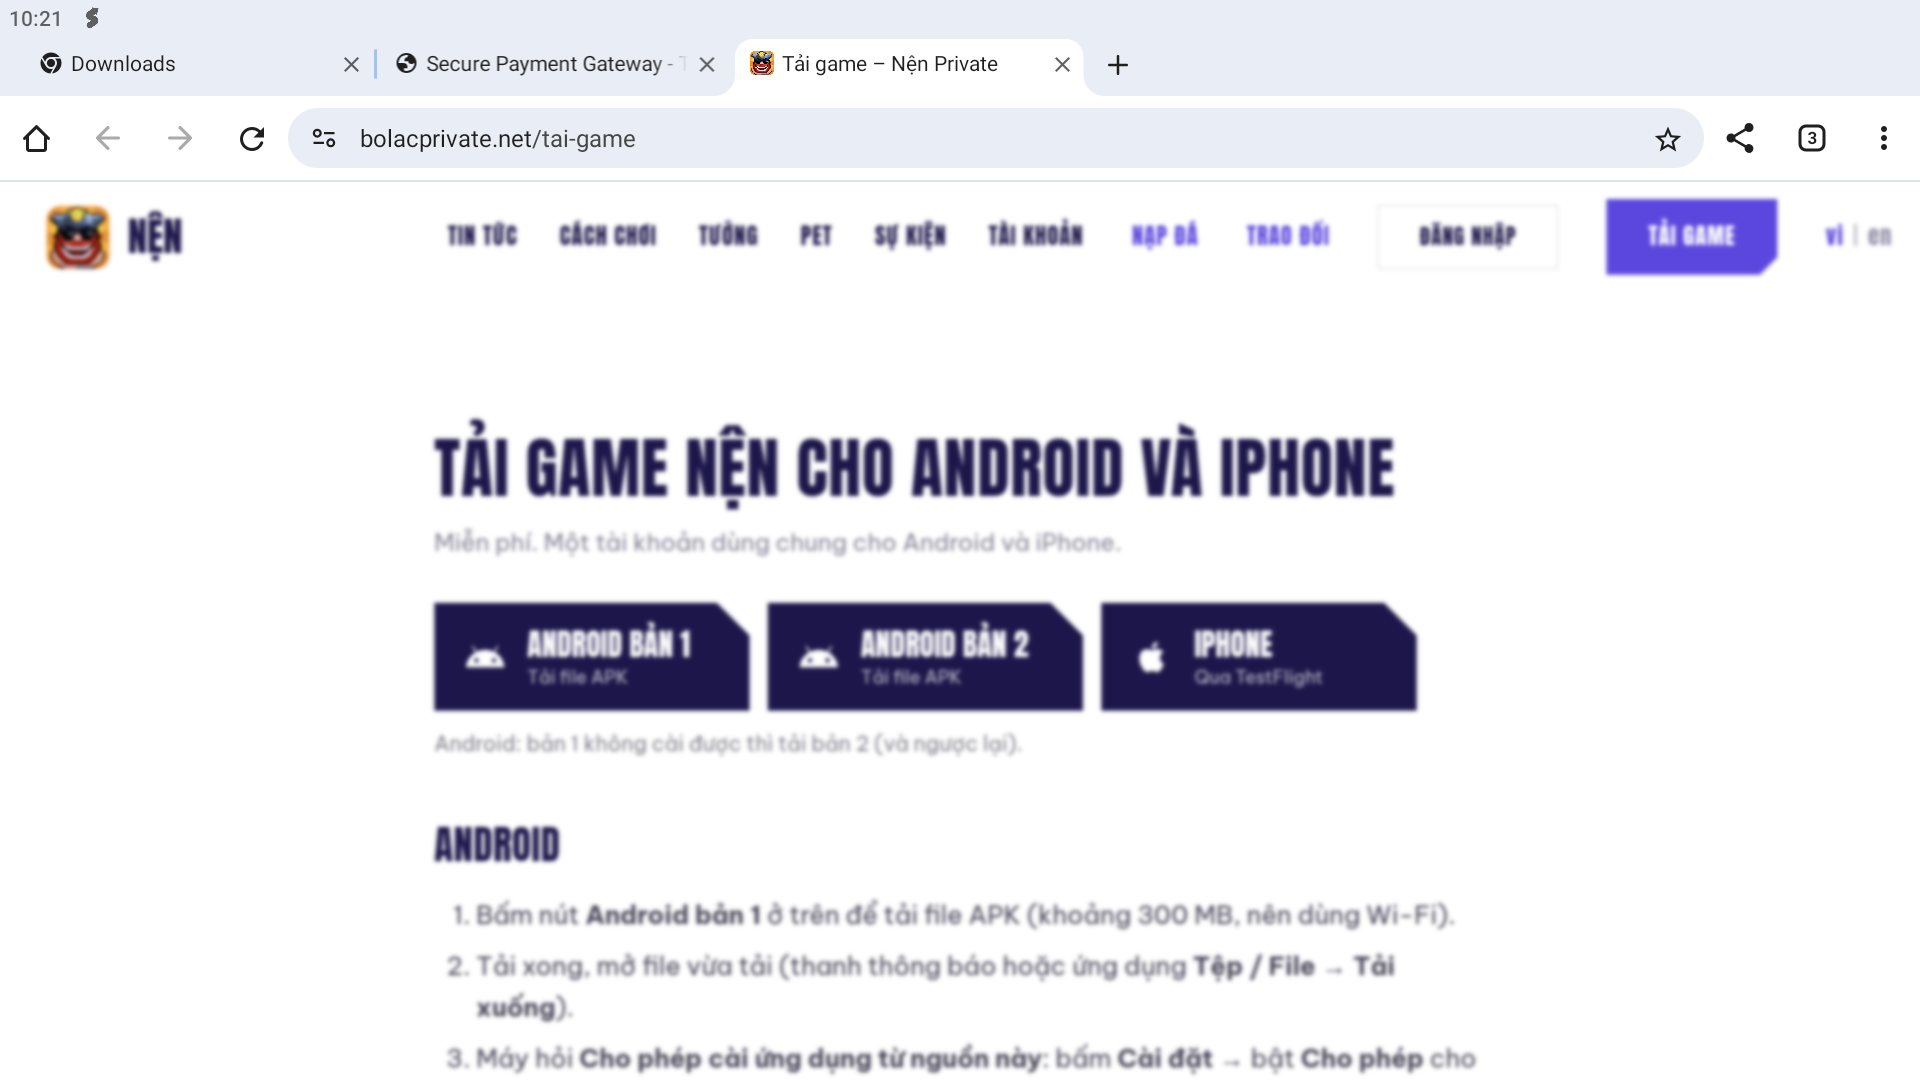 10:21
Downloads
Secure Payment Gateway -
Tải game – Nện Private
bolacprivate.net/tai-game
3
NỆN
TIN TỨC
CÁCH CHƠI
TƯỚNG
PET
SỰ KIỆN
TÀI KHOẢN
NẠP ĐÁ
TRAO ĐỔI
ĐĂNG NHẬP
TẢI GAME
vi | en
TẢI GAME NỆN CHO ANDROID VÀ IPHONE
Miễn phí. Một tài khoản dùng chung cho Android và iPhone.
ANDROID BẢN 1
Tải file APK
ANDROID BẢN 2
Tải file APK
IPHONE
Qua TestFlight
Android: bản 1 không cài được thì tải bản 2 (và ngược lại).
ANDROID
1. Bấm nút Android bản 1 ở trên để tải file APK (khoảng 300 MB, nên dùng Wi-Fi).
2. Tải xong, mở file vừa tải (thanh thông báo hoặc ứng dụng Tệp / File → Tải
xuống).
3. Máy hỏi Cho phép cài ứng dụng từ nguồn này: bấm Cài đặt → bật Cho phép cho